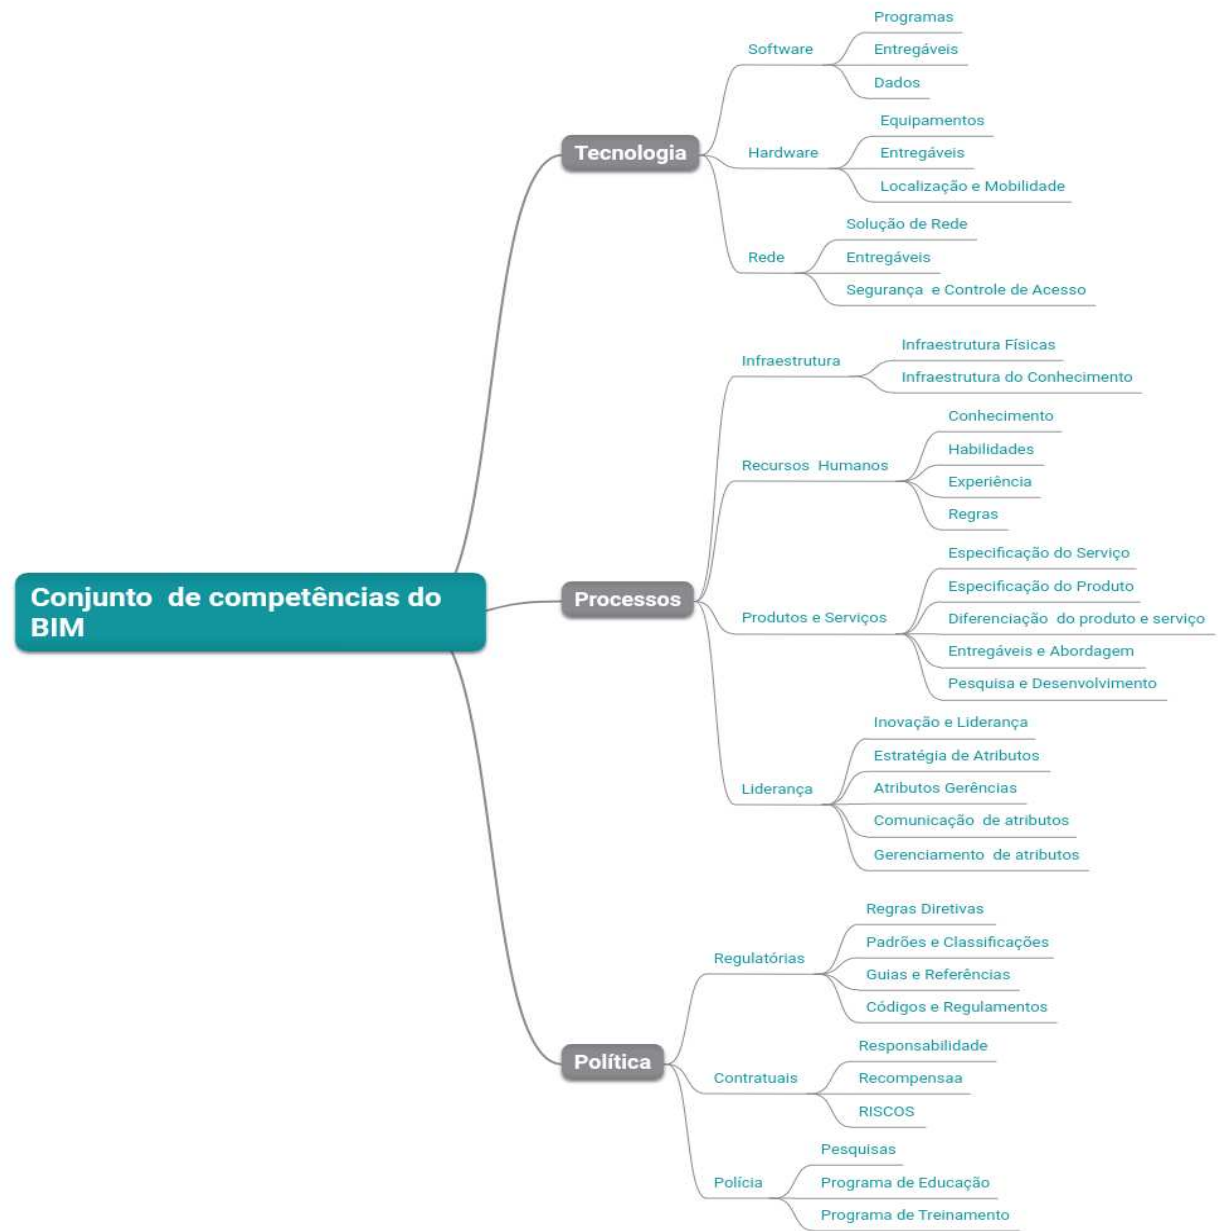 Conjunto de competências do
BIM
Tecnologia
Software
Programas
Entregáveis
Dados
Hardware
Equipamentos
Entregáveis
Localização e Mobilidade
Rede
Solução de Rede
Entregáveis
Segurança e Controle de Acesso
Processos
Infraestrutura
Infraestrutura Físicas
Infraestrutura do Conhecimento
Recursos Humanos
Conhecimento
Habilidades
Experiência
Regras
Produtos e Serviços
Especificação do Serviço
Especificação do Produto
Diferenciação do produto e serviço
Entregáveis e Abordagem
Pesquisa e Desenvolvimento
Liderança
Inovação e Liderança
Estratégia de Atributos
Atributos Gerências
Comunicação de atributos
Gerenciamento de atributos
Política
Regulatórias
Regras Diretivas
Padrões e Classificações
Guias e Referências
Códigos e Regulamentos
Contratuais
Responsabilidade
Recompensaa
RISCOS
Polícia
Pesquisas
Programa de Educação
Programa de Treinamento